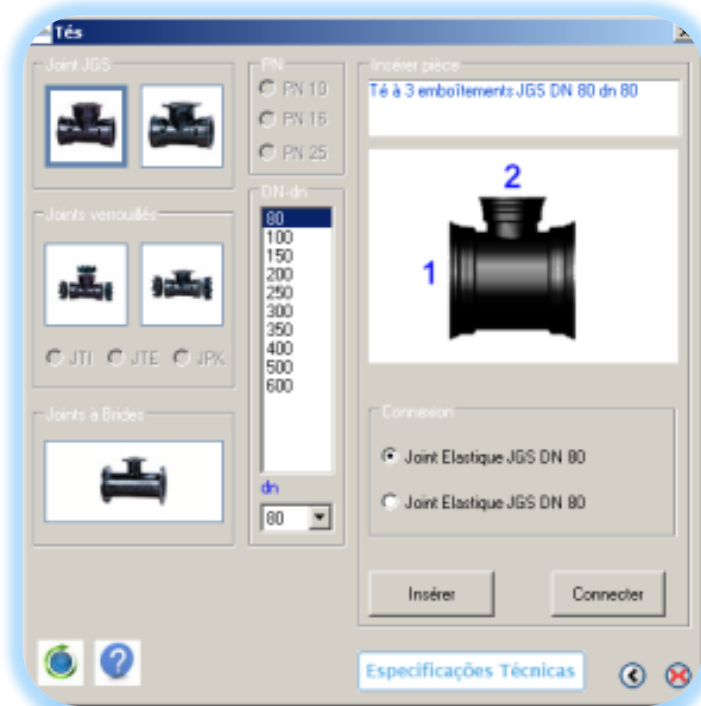 Tés
Joint JGS
PN
PN 10
PN 16
PN 25
Insérer pièce
Té à 3 emboîtements JGS DN 80 dn 80
Joints verrouillés
JTI
JTE
JPK
Joints à Brides
DN-dn
80
100
150
200
250
300
350
400
500
600
dn
80
2
1
Connexion
Joint Elastique JGS DN 80
Joint Elastique JGS DN 80
Insérer
Connecter
Especificações Técnicas